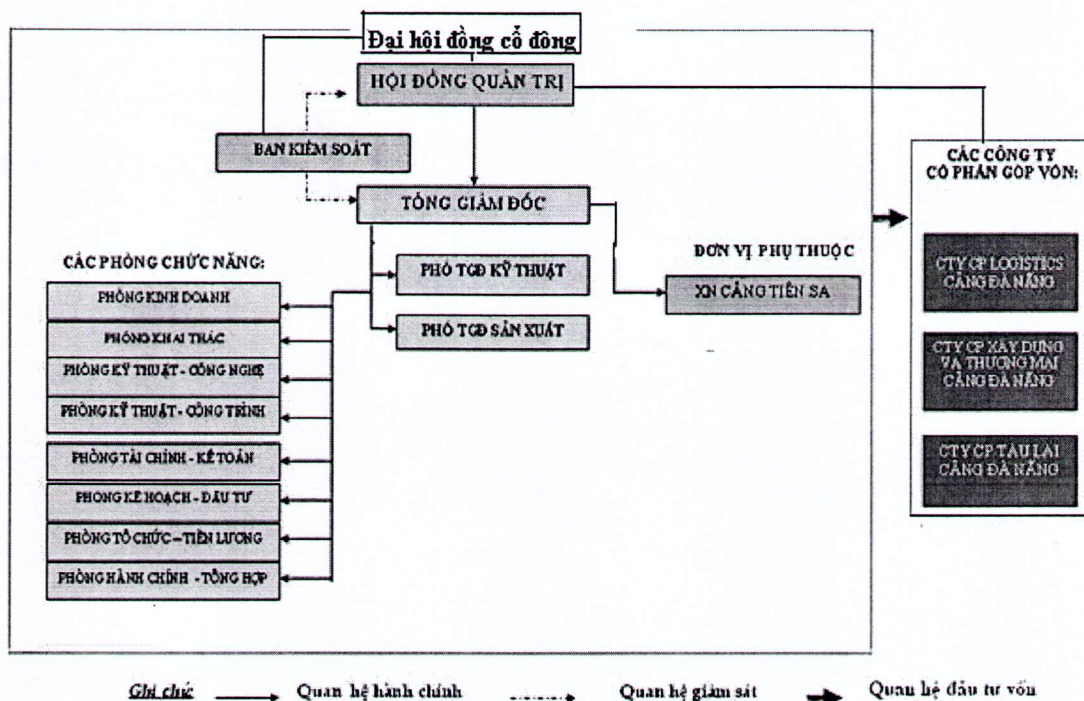 Đại hội đồng cổ đông
HỘI ĐỒNG QUẢN TRỊ
BAN KIỂM SOÁT
TỔNG GIÁM ĐỐC
CÁC PHÒNG CHỨC NĂNG:
PHÒNG KINH DOANH
PHÒNG KHAI THÁC
PHÒNG KỸ THUẬT - CÔNG NGHỆ
PHÒNG KỸ THUẬT - CÔNG TRÌNH
PHÒNG TÀI CHÍNH - KẾ TOÁN
PHÒNG KẾ HOẠCH - ĐẦU TƯ
PHÒNG TỔ CHỨC – TIỀN LƯƠNG
PHÒNG HÀNH CHÍNH - TỔNG HỢP
PHÓ TGĐ KỸ THUẬT
PHÓ TGĐ SẢN XUẤT
ĐƠN VỊ PHỤ THUỘC
XN CẢNG TIÊN SA
CÁC CÔNG TY
CỔ PHẦN GÓP VỐN:
CTY CP LOGISTICS
CẢNG ĐÀ NẴNG
CTY CP XÂY DỰNG
VÀ THƯƠNG MẠI
CẢNG ĐÀ NẴNG
CTY CP TÀU LAI
CẢNG ĐÀ NẴNG
Ghi chú
Quan hệ hành chính
Quan hệ giám sát
Quan hệ đầu tư vốn